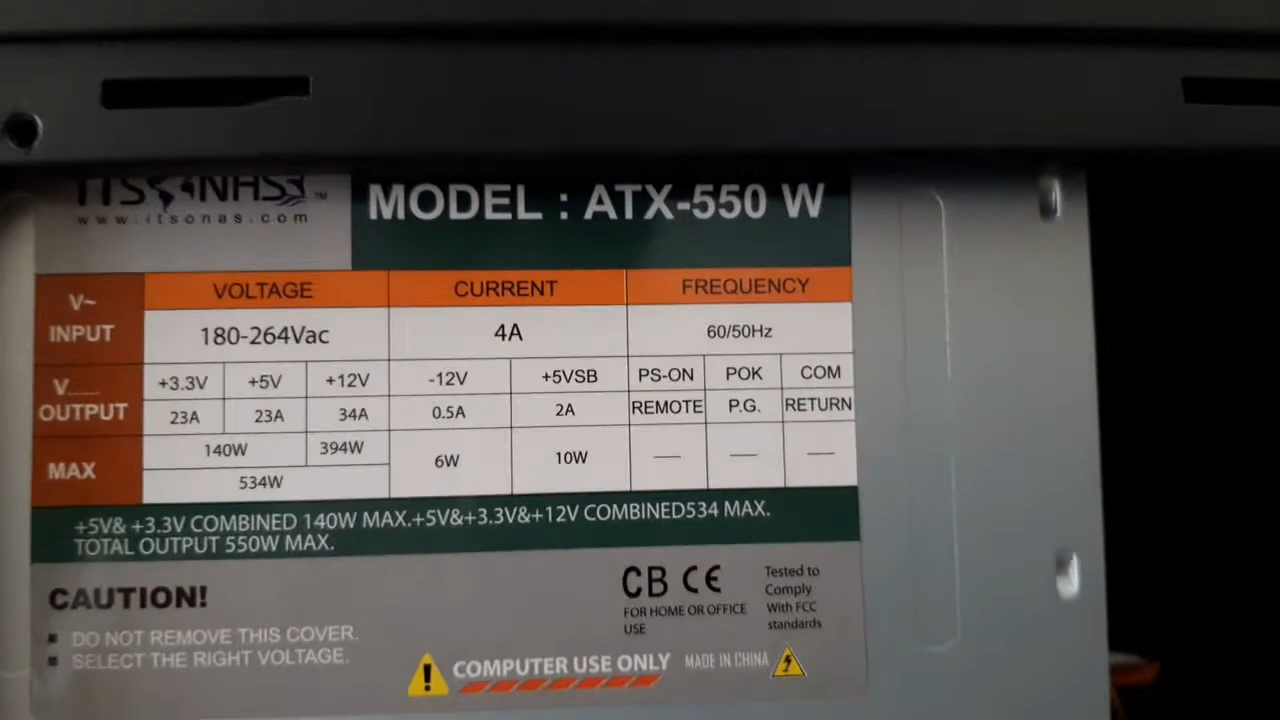 ITSONAS™
www.itsonas.com
MODEL : ATX-550 W
V~ INPUT
VOLTAGE CURRENT FREQUENCY
180-264Vac 4A 60/50Hz
V...... OUTPUT
+3.3V +5V +12V -12V +5VSB PS-ON POK COM
23A 23A 34A 0.5A 2A REMOTE P.G. RETURN
MAX
140W 394W 6W 10W — — —
534W
+5V& +3.3V COMBINED 140W MAX.+5V&+3.3V&+12V COMBINED534 MAX.
TOTAL OUTPUT 550W MAX.
CAUTION!
▪ DO NOT REMOVE THIS COVER.
▪ SELECT THE RIGHT VOLTAGE.
CB CE
FOR HOME OR OFFICE
USE
Tested to
Comply
With FCC
standards
! COMPUTER USE ONLY MADE IN CHINA